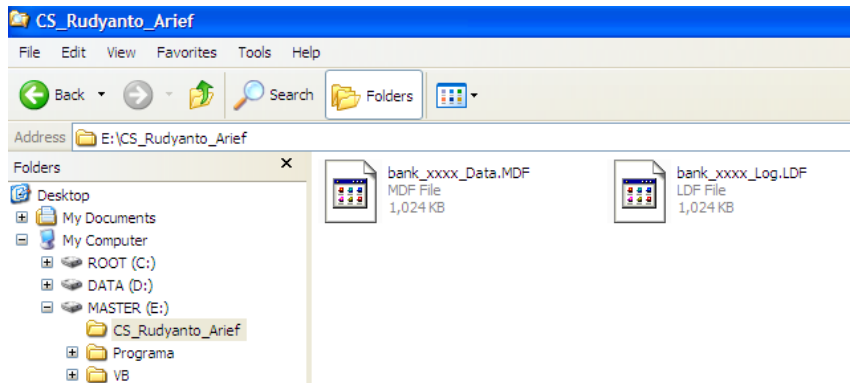 CS_Rudyanto_Arief
File Edit View Favorites Tools Help
Back Search Folders
Address E:\CS_Rudyanto_Arief
Folders x
Desktop
My Documents
My Computer
ROOT (C:)
DATA (D:)
MASTER (E:)
CS_Rudyanto_Arief
Programa
VB
bank_xxxx_Data.MDF
MDF File
1,024 KB
bank_xxxx_Log.LDF
LDF File
1,024 KB